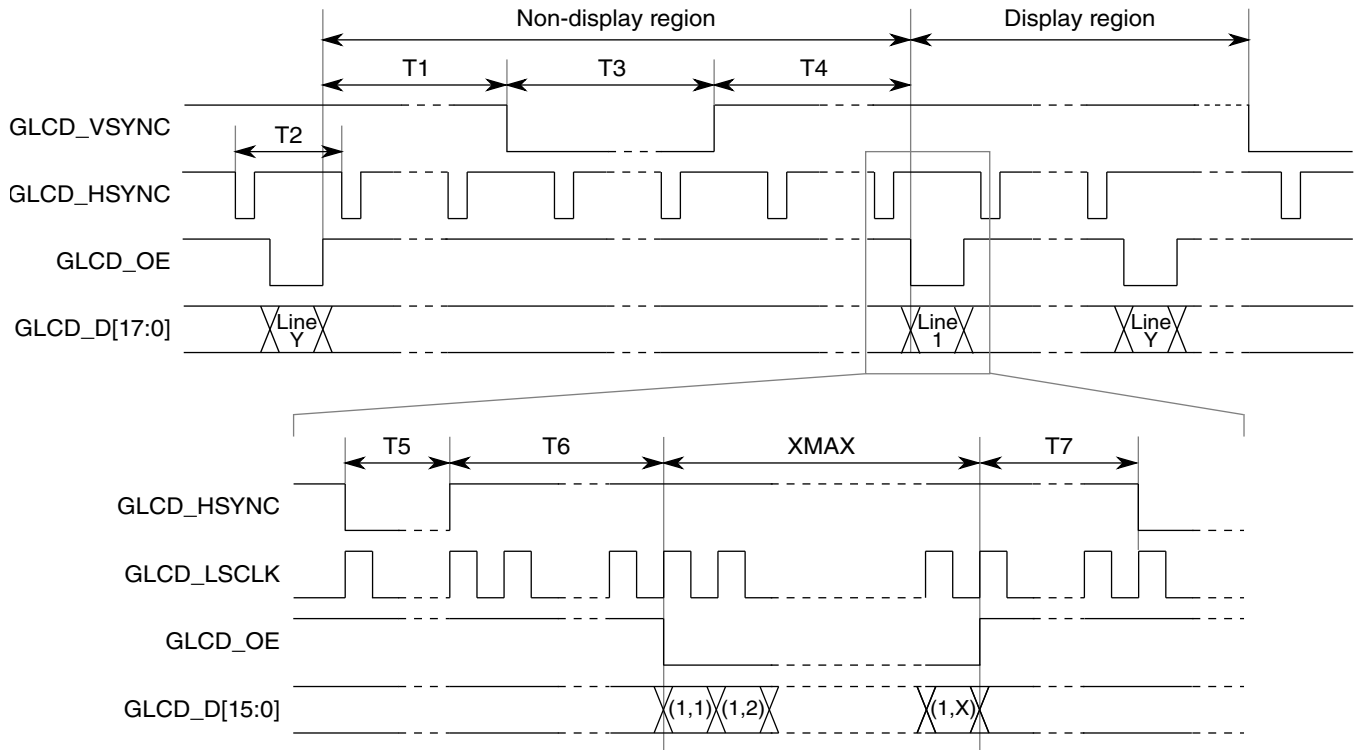 Non-display region
Display region
T1
T3
T4
GLCD_VSYNC
T2
GLCD_HSYNC
GLCD_OE
GLCD_D[17:0]
Line Y
Line 1
Line Y
T5
T6
XMAX
T7
GLCD_HSYNC
GLCD_LSCLK
GLCD_OE
GLCD_D[15:0]
(1,1)
(1,2)
(1,X)